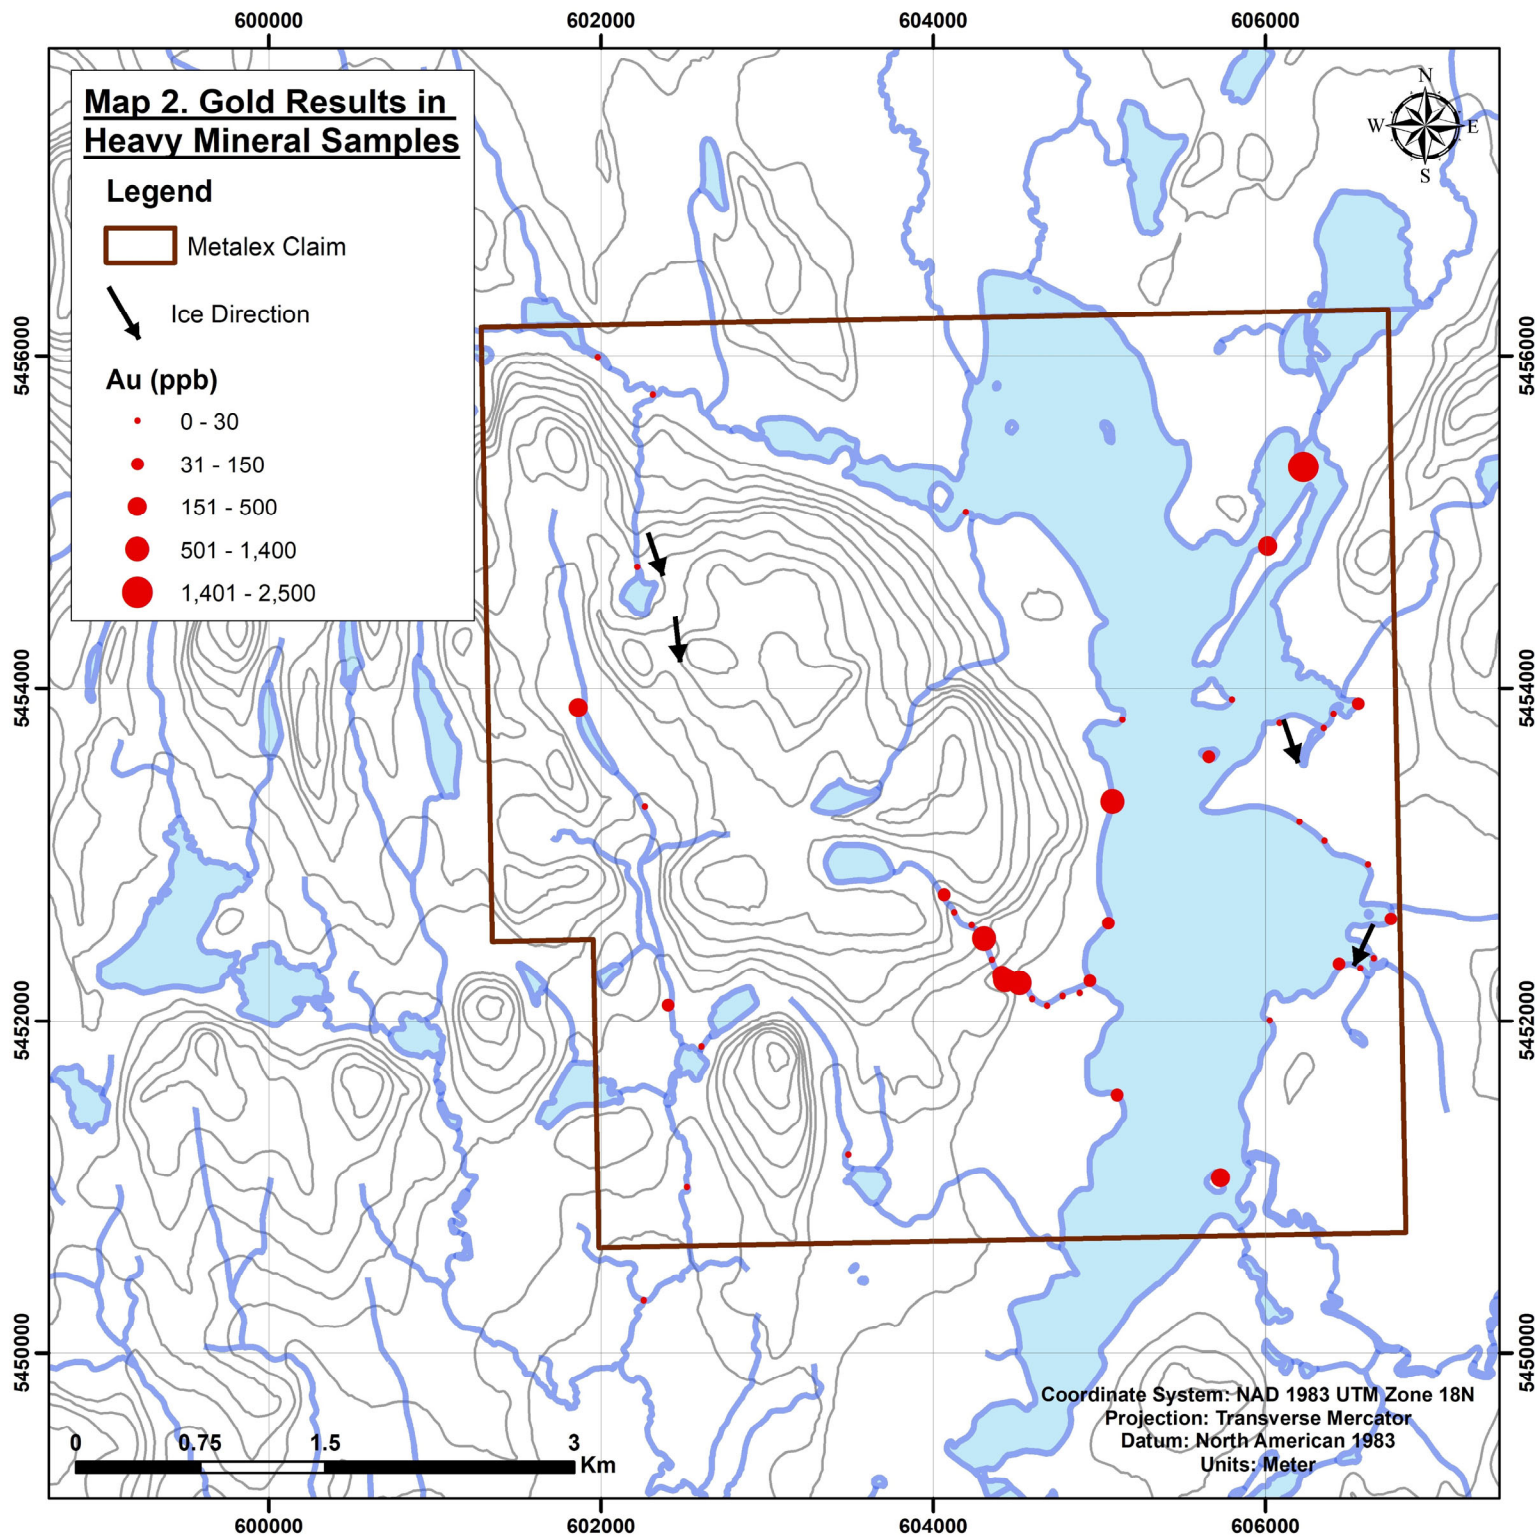 600000 602000 604000 606000
Map 2. Gold Results in
Heavy Mineral Samples
Legend
Metalex Claim
Ice Direction
Au (ppb)
0 - 30
31 - 150
151 - 500
501 - 1,400
1,401 - 2,500
N
W E
S
5456000 5456000
5454000 5454000
5452000 5452000
5450000 5450000
Coordinate System: NAD 1983 UTM Zone 18N
Projection: Transverse Mercator
Datum: North American 1983
Units: Meter
0 0.75 1.5 3
Km
600000 602000 604000 606000